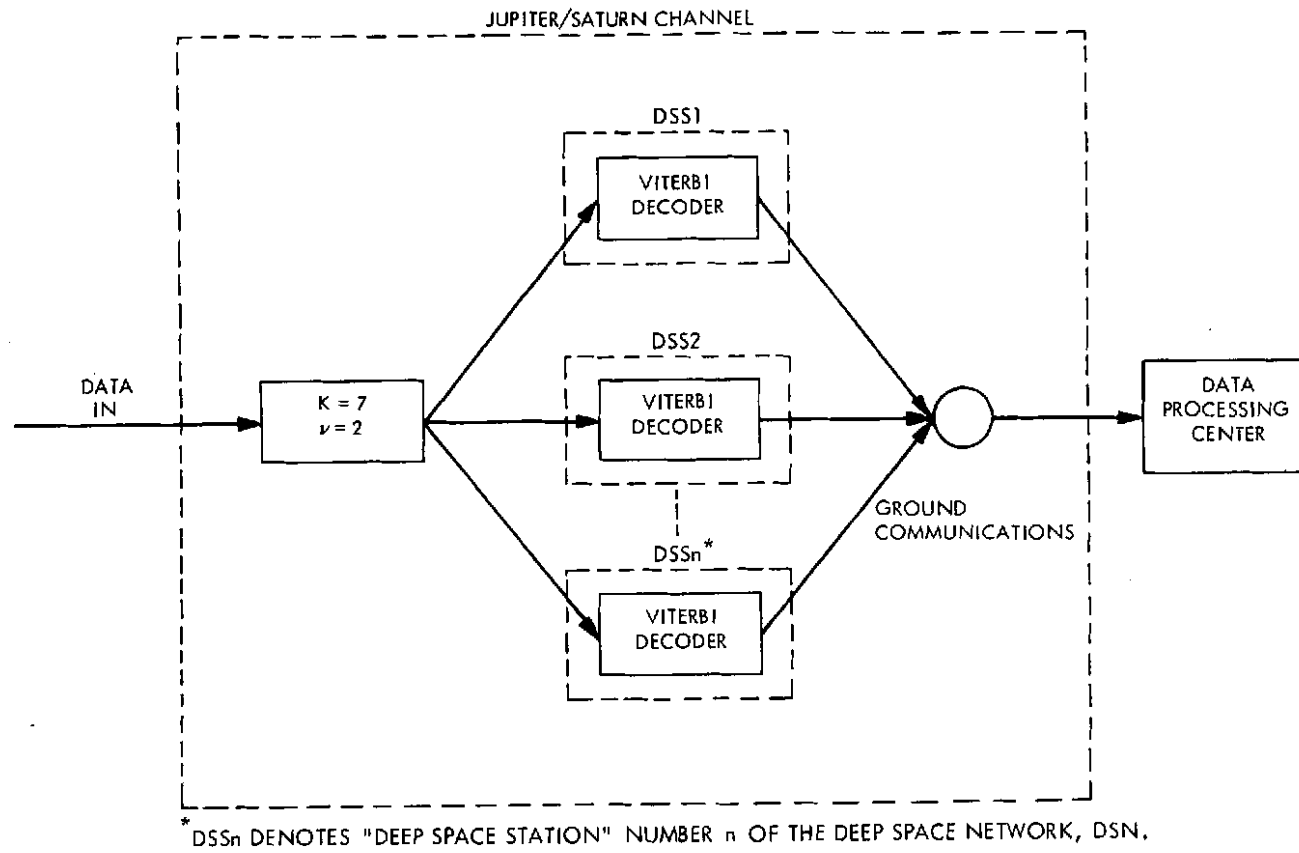 JUPITER/SATURN CHANNEL
DSS1
VITERBI
DECODER
DSS2
DATA
IN
K = 7
ν = 2
VITERBI
DECODER
DATA
PROCESSING
CENTER
GROUND
COMMUNICATIONS
DSSn*
VITERBI
DECODER
*DSSn DENOTES "DEEP SPACE STATION" NUMBER n OF THE DEEP SPACE NETWORK, DSN.